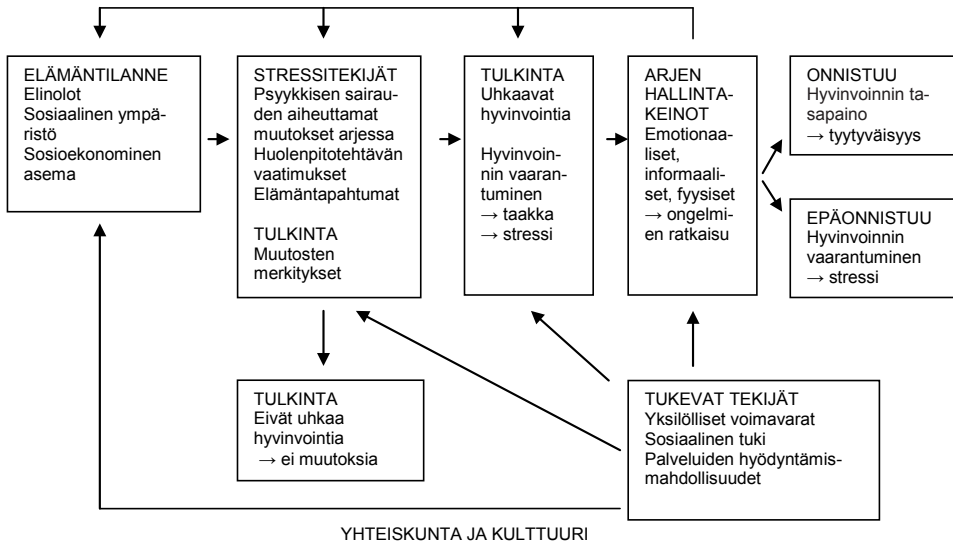 ELÄMÄNTILANNE
Elinolot
Sosiaalinen ympä-
ristö
Sosioekonominen
asema
STRESSITEKIJÄT
Psyykkisen sairau-
den aiheuttamat
muutokset arjessa
Huolenpitotehtävän
vaatimukset
Elämäntapahtumat
TULKINTA
Muutosten
merkitykset
TULKINTA
Uhkaavat
hyvinvointia
Hyvinvoin-
nin vaaran-
tuminen
→ taakka
→ stressi
ARJEN
HALLINTA-
KEINOT
Emotionaa-
liset,
informaali-
set, fyysiset
→ ongelmi-
en ratkaisu
ONNISTUU
Hyvinvoinnin ta-
sapaino
→ tyytyväisyys
EPÄONNISTUU
Hyvinvoinnin
vaarantuminen
→ stressi
TULKINTA
Eivät uhkaa
hyvinvointia
→ ei muutoksia
TUKEVAT TEKIJÄT
Yksilölliset voimavarat
Sosiaalinen tuki
Palveluiden hyödyntämis-
mahdollisuudet
YHTEISKUNTA JA KULTTUURI